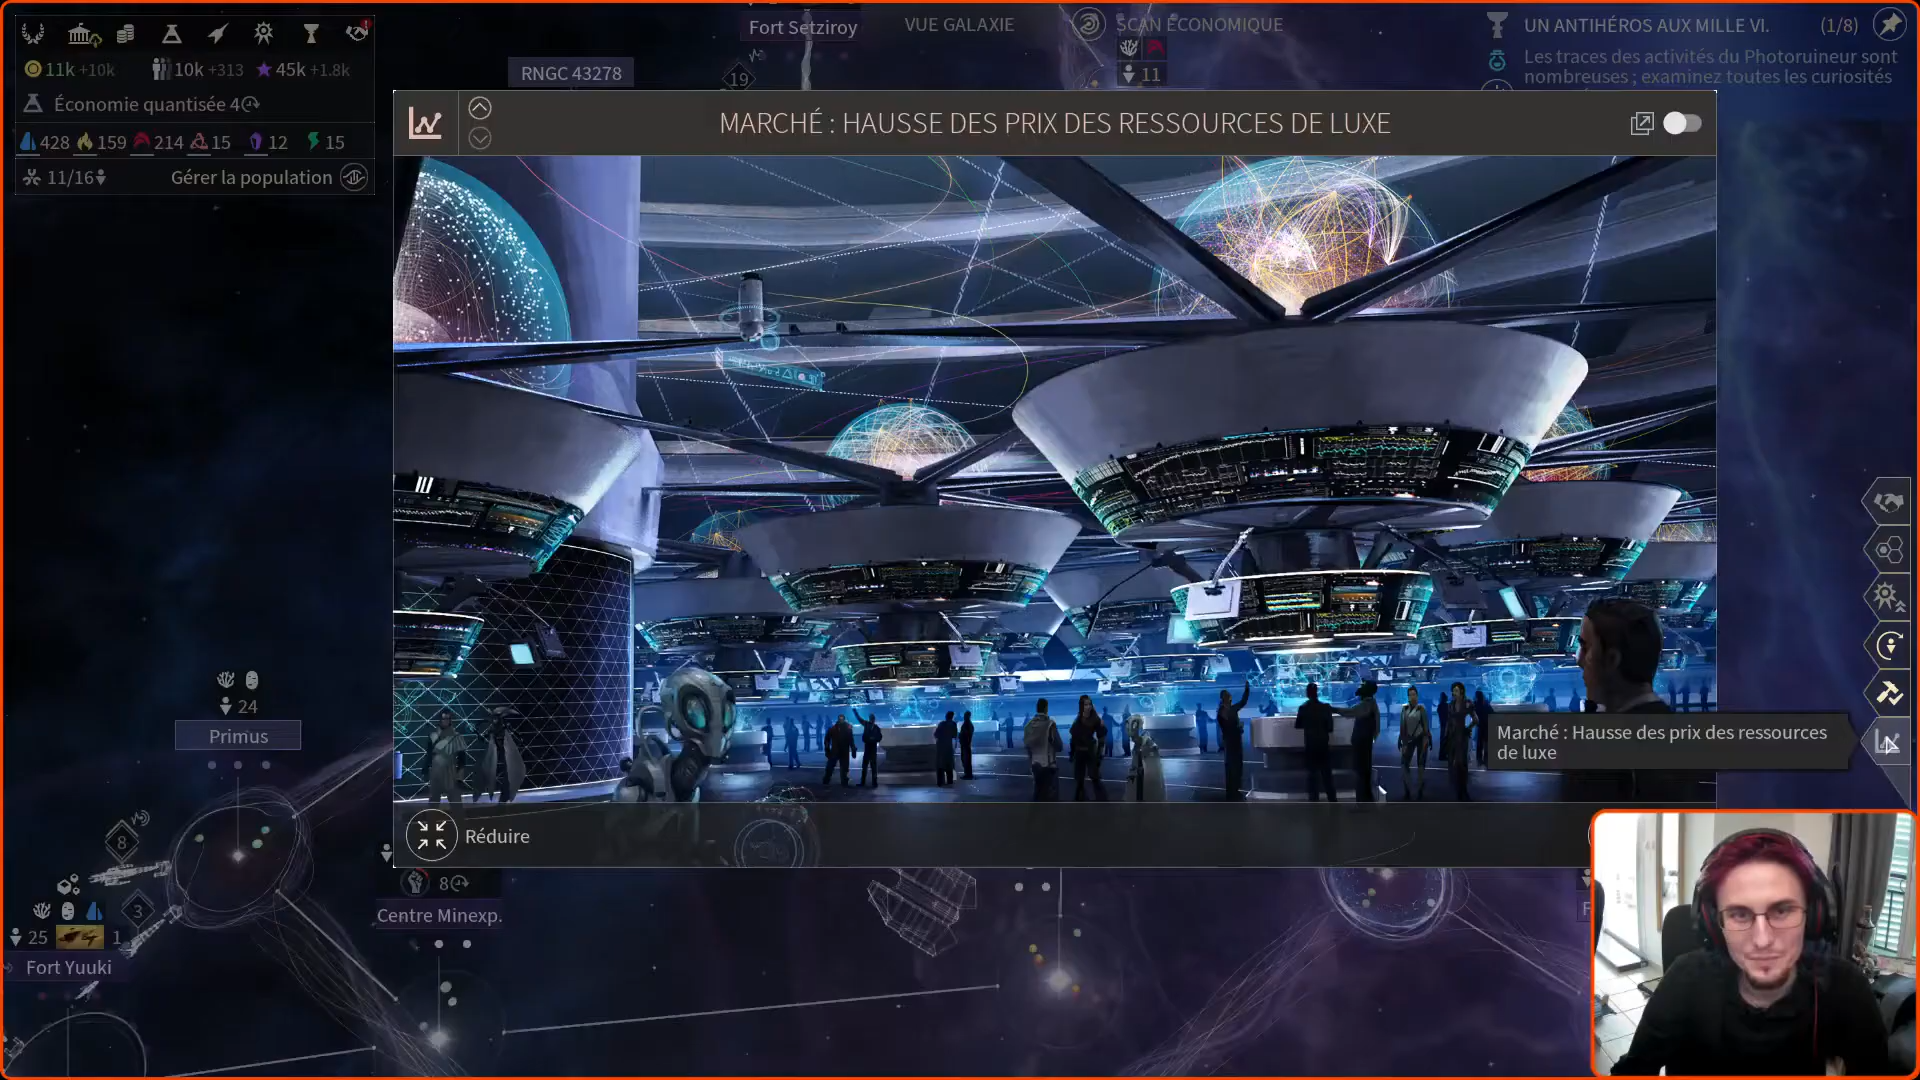 Fort Setziroy
VUE GALAXIE
SCAN ÉCONOMIQUE
UN ANTIHÉROS AUX MILLE VI. (1/8)
Les traces des activités du Photoruineur sont
nombreuses ; examinez toutes les curiosités
11k +10k 10k +313 45k +1.8k
Économie quantisée 4
428 159 214 15 12 15
11/16 Gérer la population
RNGC 43278
19
11
MARCHÉ : HAUSSE DES PRIX DES RESSOURCES DE LUXE
24
Primus
Marché : Hausse des prix des ressources
de luxe
Réduire
8
3
25
1
Fort Yuuki
8
Centre Minexp.
F